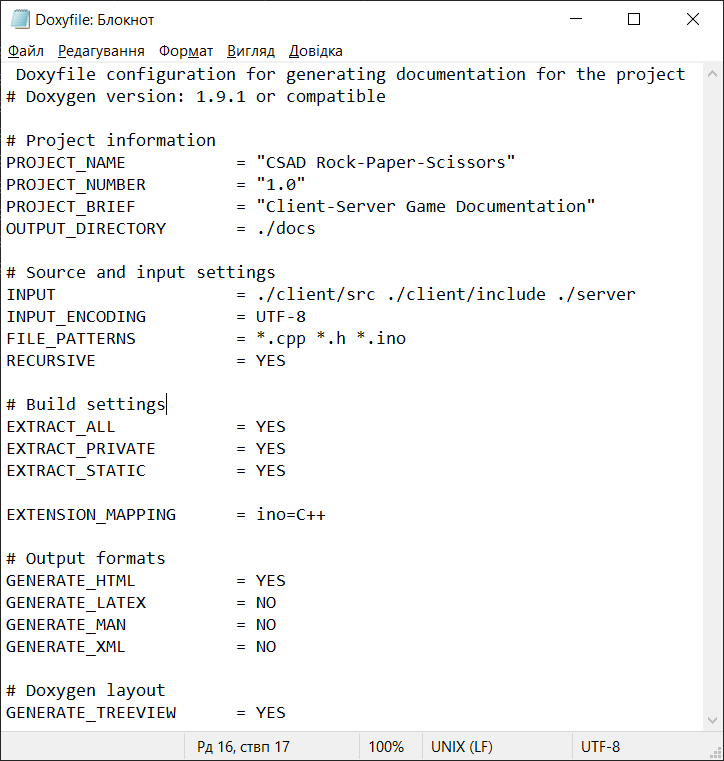 Doxyfile: Блокнот
Файл Редагування Формат Вигляд Довідка
Doxyfile configuration for generating documentation for the project
# Doxygen version: 1.9.1 or compatible
# Project information
PROJECT_NAME = "CSAD Rock-Paper-Scissors"
PROJECT_NUMBER = "1.0"
PROJECT_BRIEF = "Client-Server Game Documentation"
OUTPUT_DIRECTORY = ./docs
# Source and input settings
INPUT = ./client/src ./client/include ./server
INPUT_ENCODING = UTF-8
FILE_PATTERNS = *.cpp *.h *.ino
RECURSIVE = YES
# Build settings
EXTRACT_ALL = YES
EXTRACT_PRIVATE = YES
EXTRACT_STATIC = YES
EXTENSION_MAPPING = ino=C++
# Output formats
GENERATE_HTML = YES
GENERATE_LATEX = NO
GENERATE_MAN = NO
GENERATE_XML = NO
# Doxygen layout
GENERATE_TREEVIEW = YES
Рд 16, ствп 17 100% UNIX (LF) UTF-8